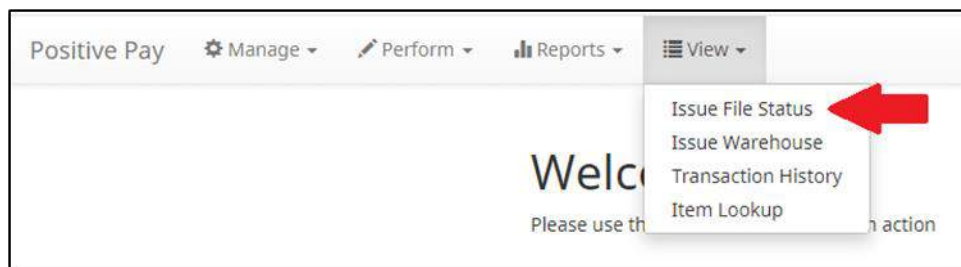 Positive Pay Manage Perform Reports View
Issue File Status
Issue Warehouse
Transaction History
Item Lookup
Welc
Please use th n action